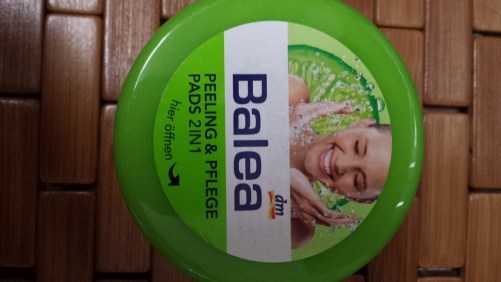 dm
Balea
PEELING & PFLEGE
PADS 2IN1
hier öffnen